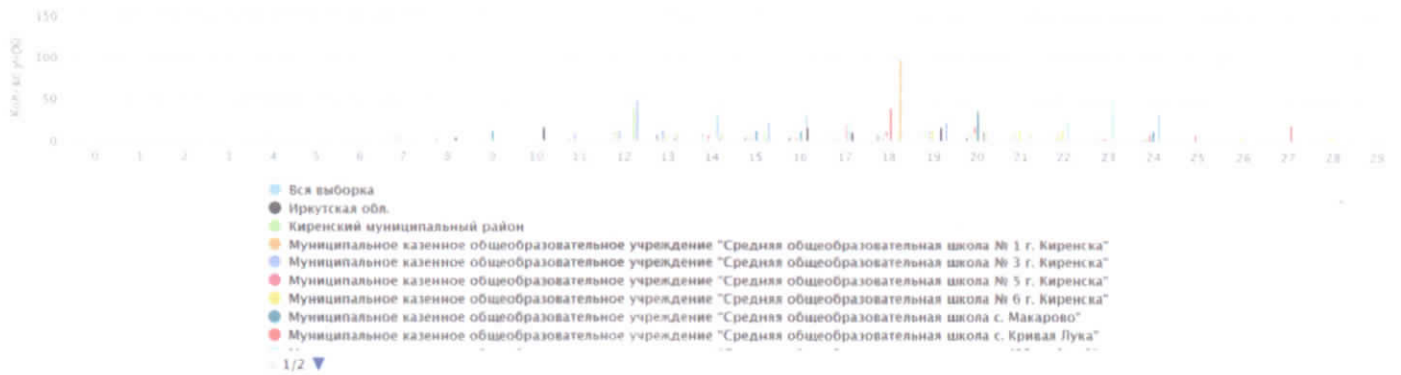 150
100
50
0
Кол-во уч(%)
0 1 2 3 4 5 6 7 8 9 10 11 12 13 14 15 16 17 18 19 20 21 22 23 24 25 26 27 28 29
Вся выборка
Иркутская обл.
Киренский муниципальный район
Муниципальное казенное общеобразовательное учреждение "Средняя общеобразовательная школа № 1 г. Киренска"
Муниципальное казенное общеобразовательное учреждение "Средняя общеобразовательная школа № 3 г. Киренска"
Муниципальное казенное общеобразовательное учреждение "Средняя общеобразовательная школа № 5 г. Киренска"
Муниципальное казенное общеобразовательное учреждение "Средняя общеобразовательная школа № 6 г. Киренска"
Муниципальное казенное общеобразовательное учреждение "Средняя общеобразовательная школа с. Макарово"
Муниципальное казенное общеобразовательное учреждение "Средняя общеобразовательная школа с. Кривая Лука"
1/2